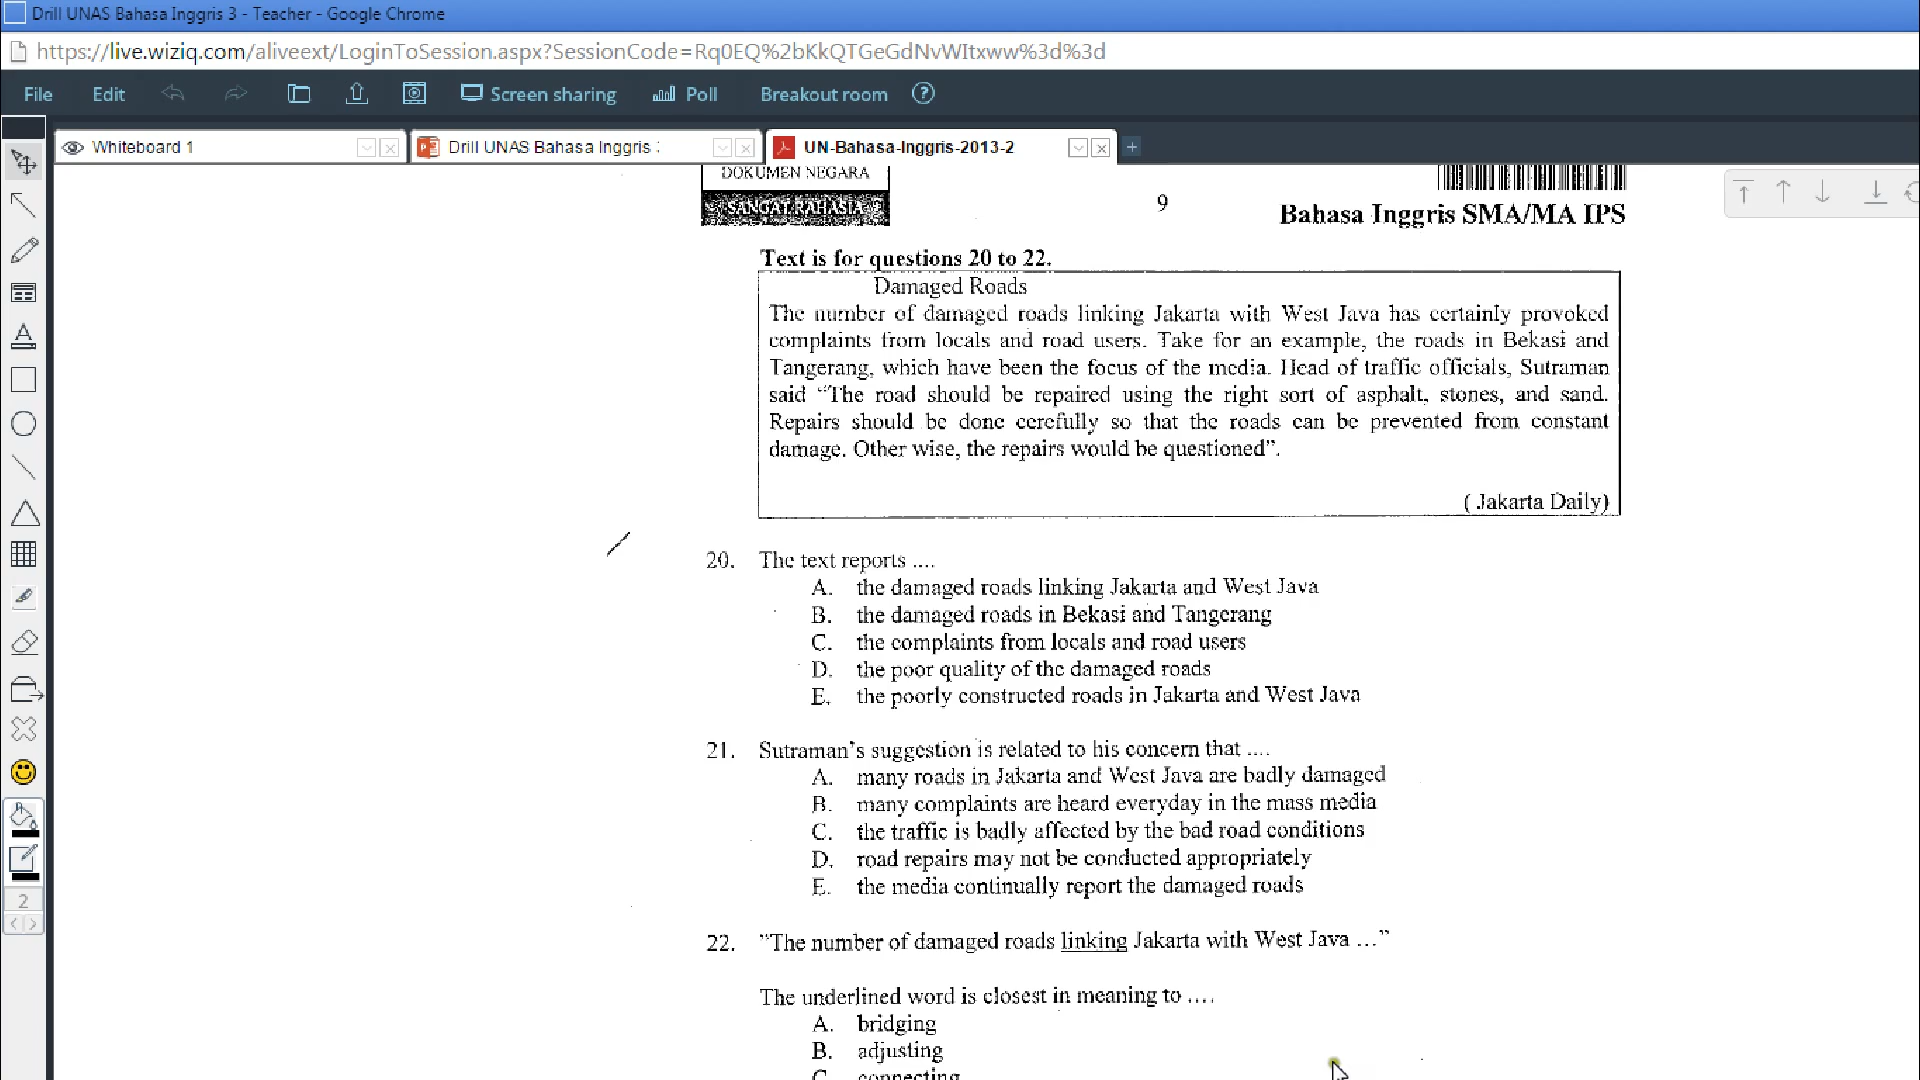 Drill UNAS Bahasa Inggris 3 - Teacher - Google Chrome
https://live.wiziq.com/aliveext/LoginToSession.aspx?SessionCode=Rq0EQ%2bKkQTGeGdNvWItxww%3d%3d
File Edit Screen sharing Poll Breakout room
Whiteboard 1 Drill UNAS Bahasa Inggris UN-Bahasa-Inggris-2013-2
DOKUMEN NEGARA
SANGAT RAHASIA
9
Bahasa Inggris SMA/MA IPS
Text is for questions 20 to 22.
Damaged Roads
The number of damaged roads linking Jakarta with West Java has certainly provoked
complaints from locals and road users. Take for an example, the roads in Bekasi and
Tangerang, which have been the focus of the media. Head of traffic officials, Sutraman
said “The road should be repaired using the right sort of asphalt, stones, and sand.
Repairs should be done cerefully so that the roads can be prevented from constant
damage. Other wise, the repairs would be questioned”.
( Jakarta Daily)
20. The text reports ....
A. the damaged roads linking Jakarta and West Java
B. the damaged roads in Bekasi and Tangerang
C. the complaints from locals and road users
D. the poor quality of the damaged roads
E. the poorly constructed roads in Jakarta and West Java
21. Sutraman’s suggestion is related to his concern that ....
A. many roads in Jakarta and West Java are badly damaged
B. many complaints are heard everyday in the mass media
C. the traffic is badly affected by the bad road conditions
D. road repairs may not be conducted appropriately
E. the media continually report the damaged roads
22. ”The number of damaged roads linking Jakarta with West Java ...”
The underlined word is closest in meaning to ....
A. bridging
B. adjusting
C. connecting
2